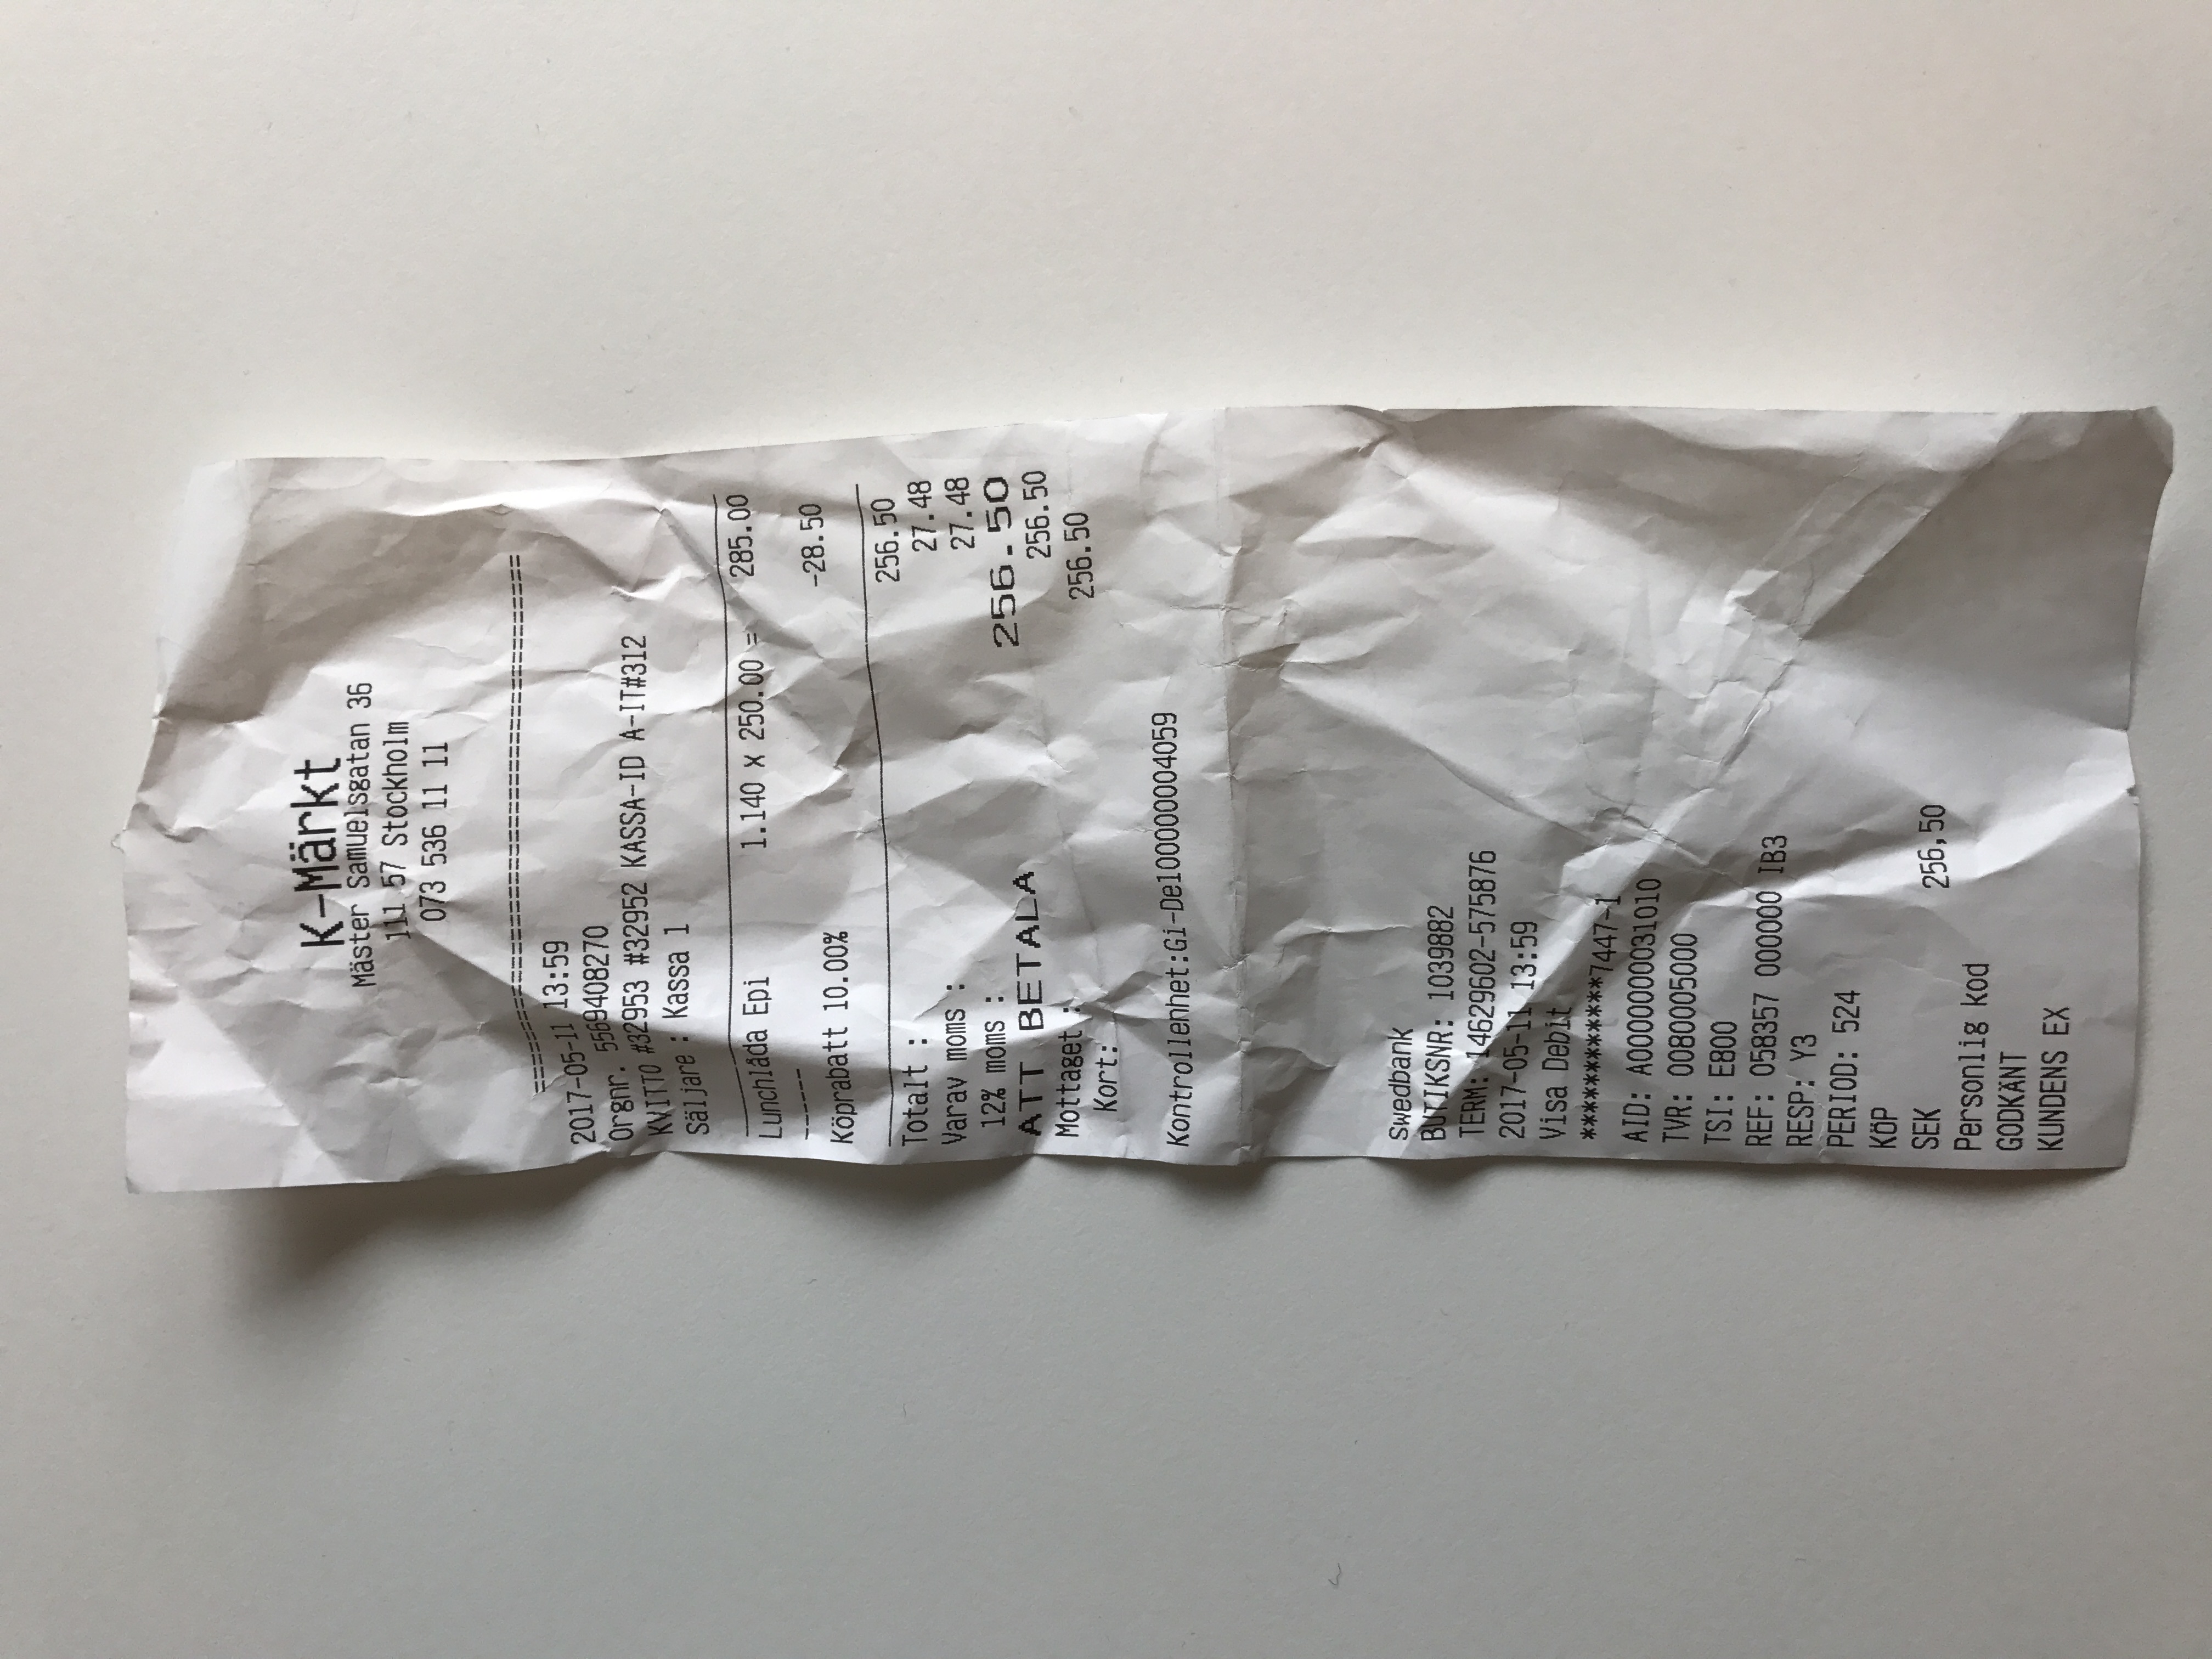 K-Märkt
Mäster Samuelsgatan 36
111 57 Stockholm
073 536 11 11
======================================
2017-05-11 13:59
Orgnr. 5569408270
KVITTO #32953 #32952 KASSA-ID A-IT#312
Säljare : Kassa 1
Lunchlåda Epi 1.140 x 250.00 = 285.00
------
Köprabatt 10.00% -28.50
Totalt : 256.50
Varav moms : 27.48
12% moms : 27.48
ATT BETALA 256.50
Mottaget : 256.50
Kort: 256.50
Kontrollenhet:Gi-De100000004059
Swedbank
BUTIKSNR: 1039882
TERM: 14629602-575876
2017-05-11 13:59
Visa Debit
************7447-1
AID: A0000000031010
TVR: 0080005000
TSI: E800
REF: 058357 000000 IB3
RESP: Y3
PERIOD: 524
KÖP
SEK 256,50
Personlig kod
GODKÄNT
KUNDENS EX